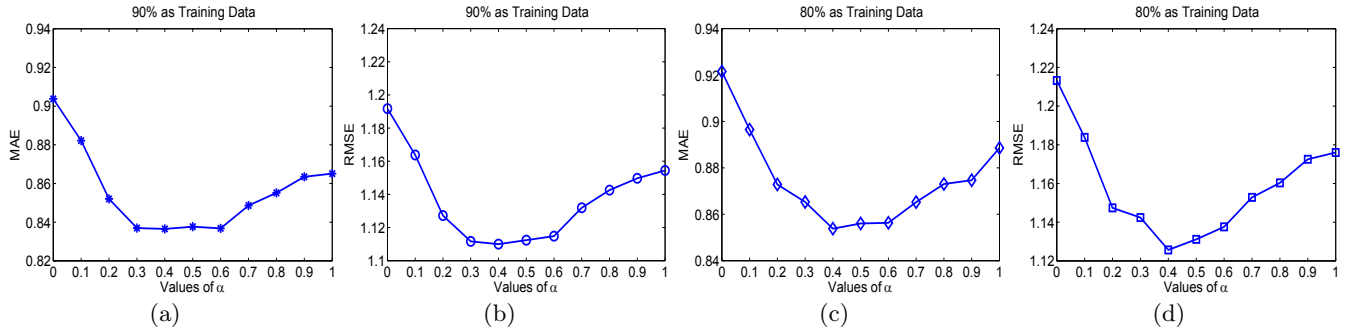 90% as Training Data
MAE
0.94
0.92
0.9
0.88
0.86
0.84
0.82
0 0.1 0.2 0.3 0.4 0.5 0.6 0.7 0.8 0.9 1
Values of α
(a)
90% as Training Data
RMSE
1.24
1.22
1.2
1.18
1.16
1.14
1.12
1.1
0 0.1 0.2 0.3 0.4 0.5 0.6 0.7 0.8 0.9 1
Values of α
(b)
80% as Training Data
MAE
0.94
0.92
0.9
0.88
0.86
0.84
0 0.1 0.2 0.3 0.4 0.5 0.6 0.7 0.8 0.9 1
Values of α
(c)
80% as Training Data
RMSE
1.24
1.22
1.2
1.18
1.16
1.14
1.12
0 0.1 0.2 0.3 0.4 0.5 0.6 0.7 0.8 0.9 1
Values of α
(d)